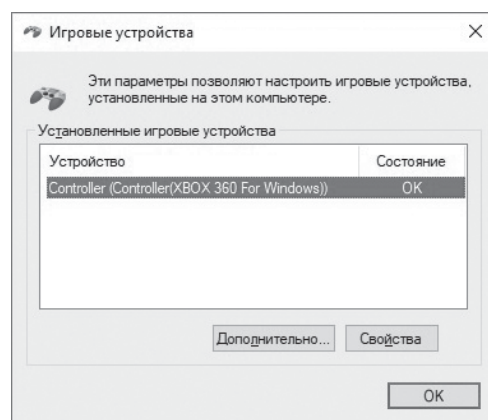 Игровые устройства
Эти параметры позволяют настроить игровые устройства,
установленные на этом компьютере.
Установленные игровые устройства
Устройство Состояние
Controller (Controller(XBOX 360 For Windows)) OK
Дополнительно... Свойства
OK